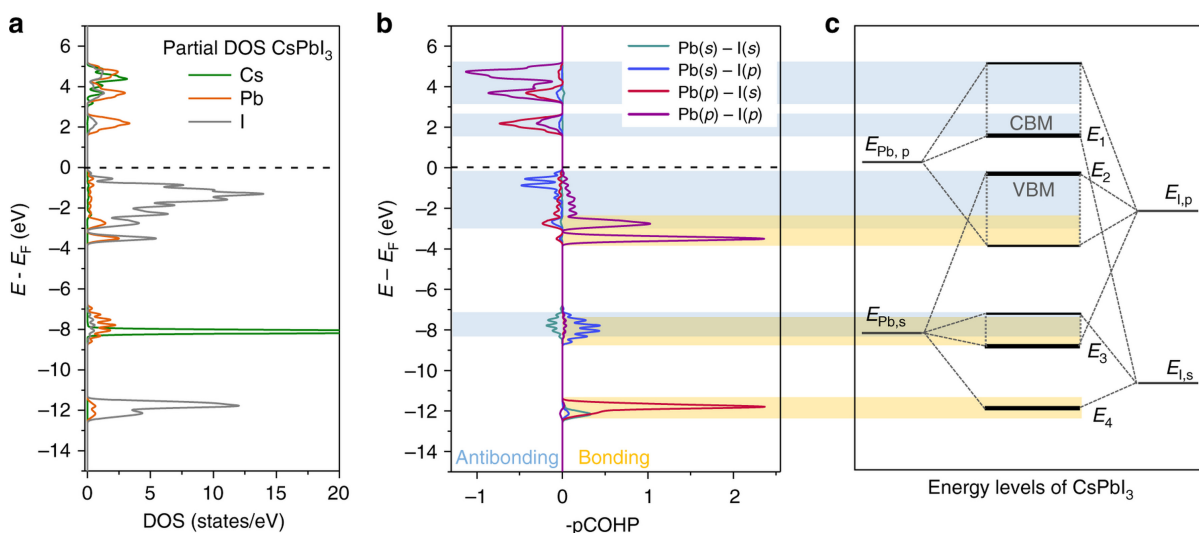 a
Partial DOS CsPbI3
Cs
Pb
I
6
4
2
0
−2
−4
−6
−8
−10
−12
−14
E - EF (eV)
0
5
10
15
20
DOS (states/eV)
b
Pb(s) – I(s)
Pb(s) – I(p)
Pb(p) – I(s)
Pb(p) – I(p)
6
4
2
0
−2
−4
−6
−8
−10
−12
−14
E – EF (eV)
Antibonding
Bonding
−1
0
1
2
-pCOHP
c
CBM
E1
EPb, p
E2
VBM
EI,p
EPb,s
E3
EI,s
E4
Energy levels of CsPbI3